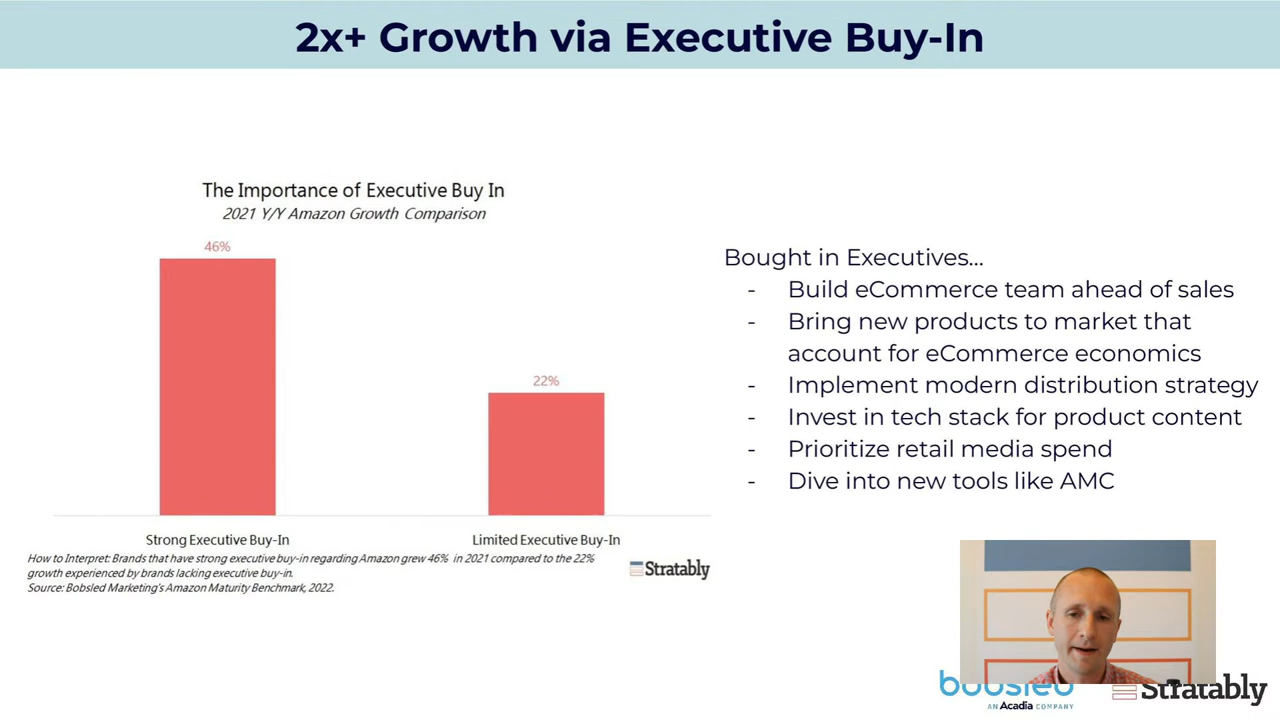 2x+ Growth via Executive Buy-In
The Importance of Executive Buy In
2021 Y/Y Amazon Growth Comparison
46%
22%
Strong Executive Buy-In
Limited Executive Buy-In
How to Interpret: Brands that have strong executive buy-in regarding Amazon grew 46% in 2021 compared to the 22%
growth experienced by brands lacking executive buy-in.
Source: Bobsled Marketing's Amazon Maturity Benchmark, 2022.
Stratably
Bought in Executives...
- Build eCommerce team ahead of sales
- Bring new products to market that
account for eCommerce economics
- Implement modern distribution strategy
- Invest in tech stack for product content
- Prioritize retail media spend
- Dive into new tools like AMC
AN Acadia COMPANY
Stratably